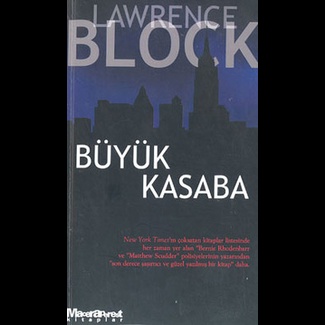 LAWRENCE
BLOCK
BÜYÜK
KASABA
New York Times'ın çoksatan kitaplar listesinde
her zaman yer alan "Bernie Rhodenbarr
ve "Matthew Scudder" polisiyelerinin yazarından
"son derece şaşırtıcı ve güzel yazılmış bir kitap" daha.
Maceraperest
kitaplar